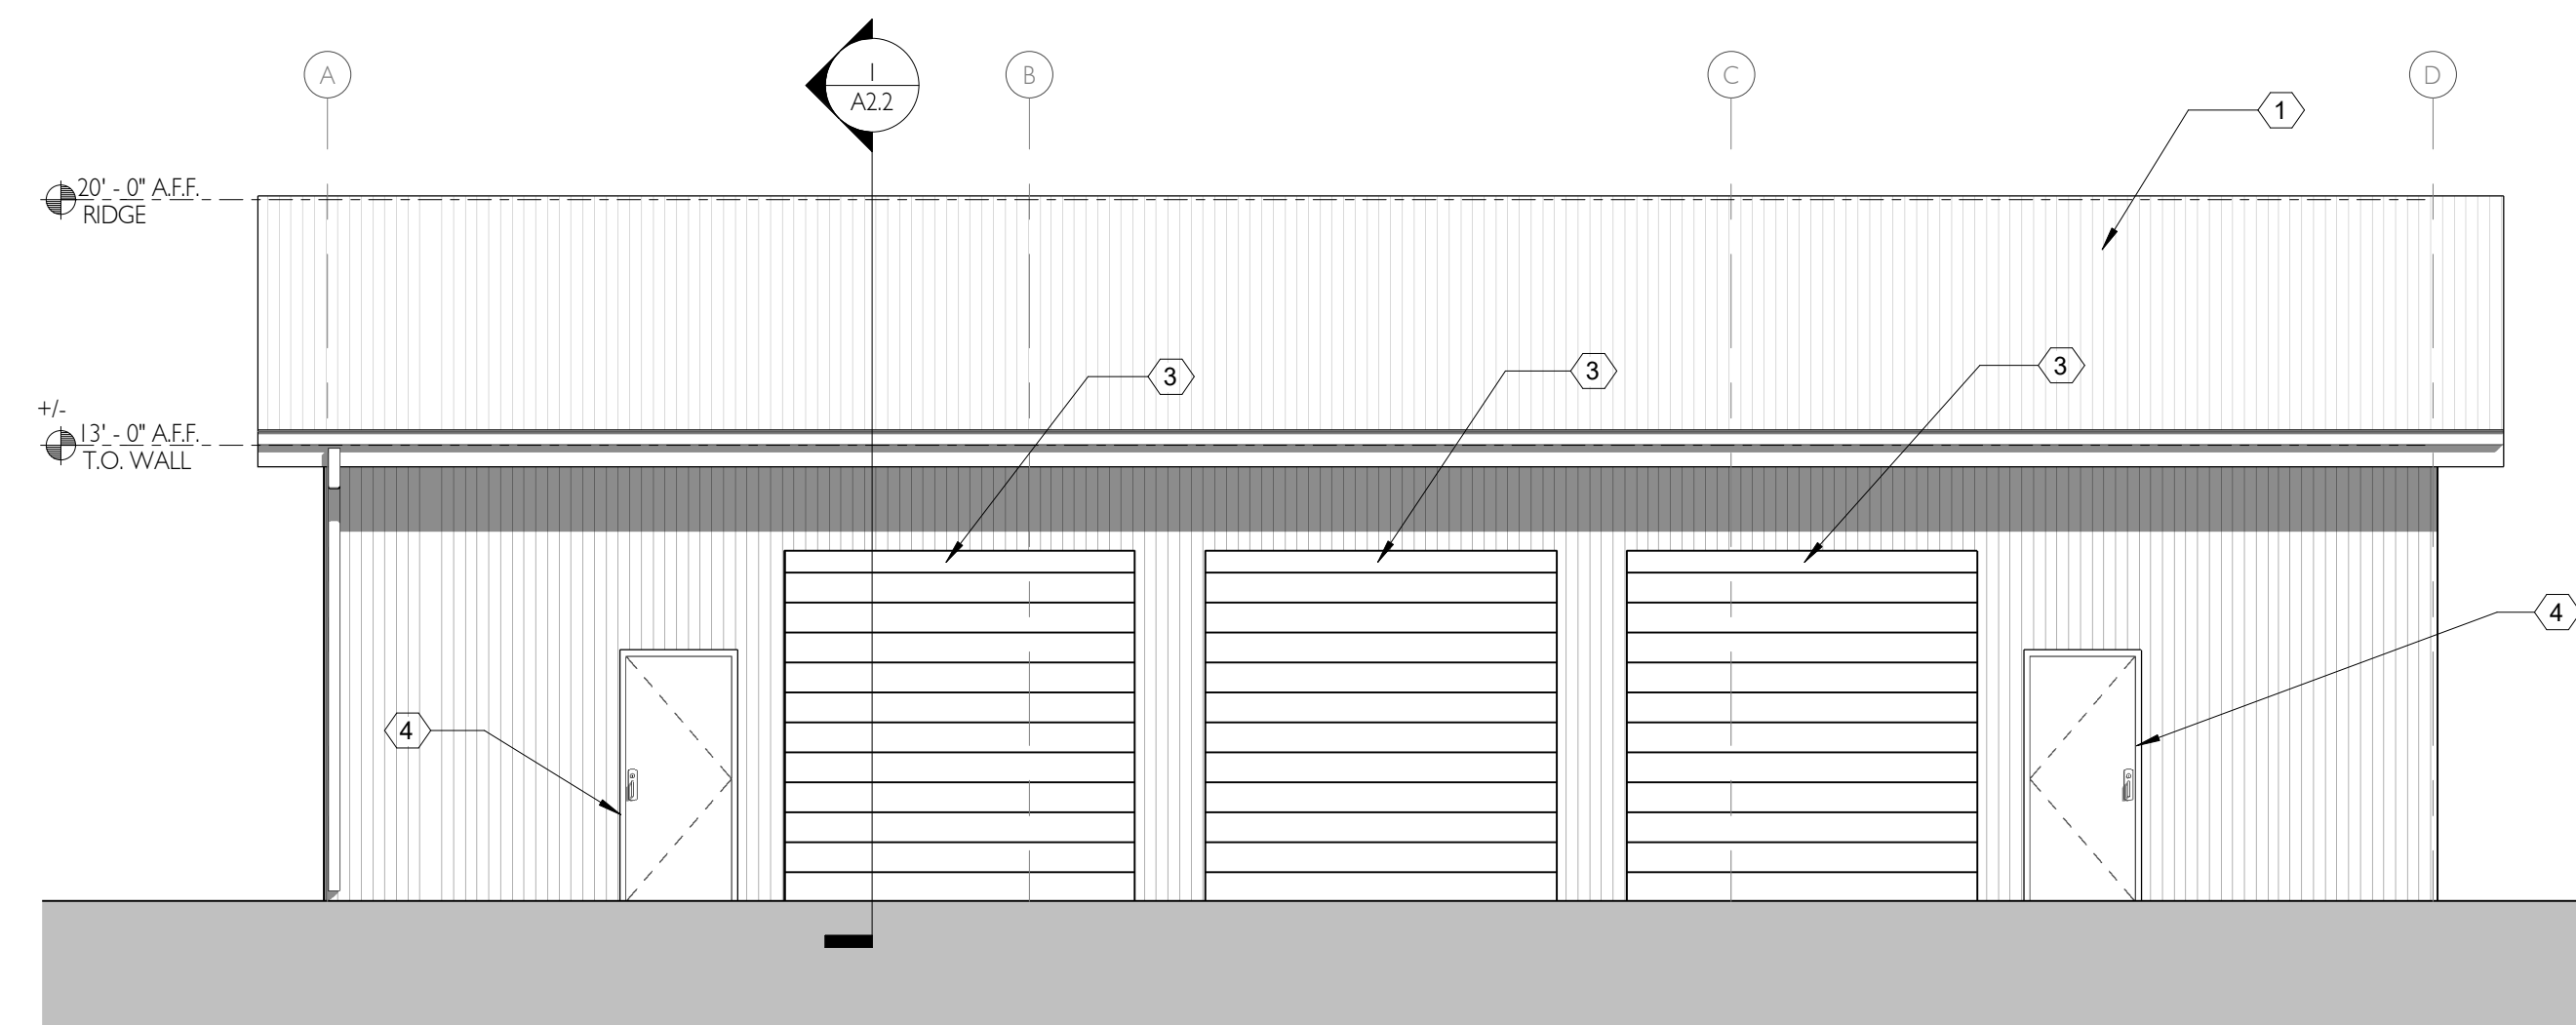 A
1
A2.2
B
C
D
1
20' - 0" A.F.F.
RIDGE
3
3
3
+/-
13' - 0" A.F.F.
T.O. WALL
4
4